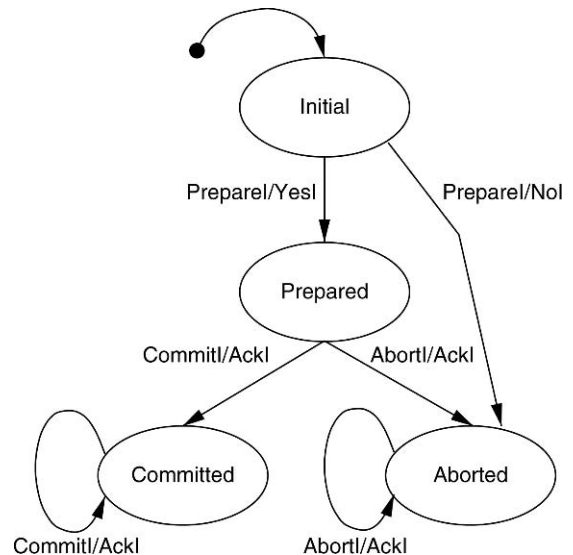 Initial
PrepareI/YesI
PrepareI/NoI
Prepared
CommitI/AckI
AbortI/AckI
Committed
Aborted
CommitI/AckI
AbortI/AckI